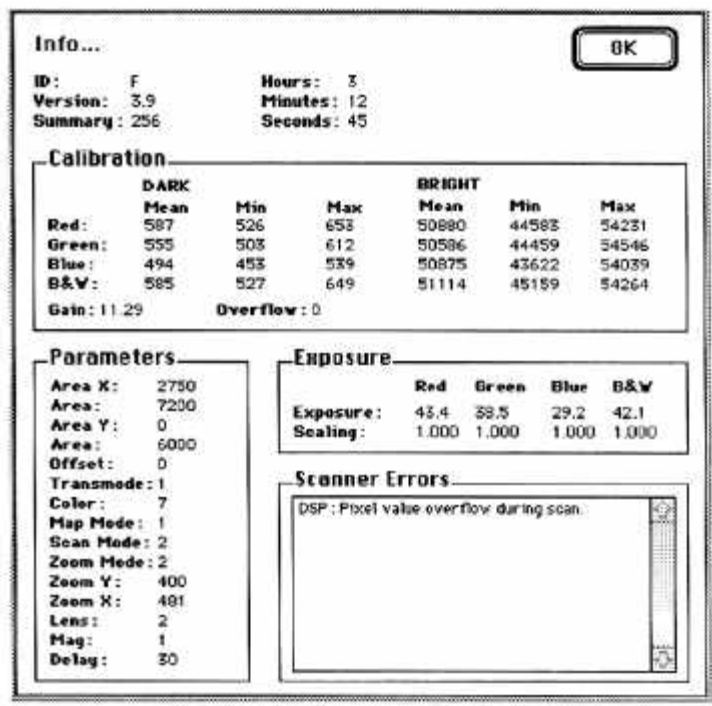 Info...
OK
ID: F Hours: 3
Version: 3.9 Minutes: 12
Summary: 256 Seconds: 45
Calibration
DARK BRIGHT
Mean Min Max Mean Min Max
Red: 587 526 653 50880 44583 54231
Green: 555 503 612 50586 44459 54546
Blue: 494 453 539 50875 43622 54039
B&W: 585 527 649 51114 45159 54264
Gain: 11.29 Overflow: 0
Parameters
Area X: 2750
Area: 7200
Area Y: 0
Area: 6000
Offset: 0
Transmode: 1
Color: 7
Map Mode: 1
Scan Mode: 2
Zoom Mode: 2
Zoom Y: 400
Zoom X: 481
Lens: 2
Mag: 1
Delay: 30
Exposure
Red Green Blue B&W
Exposure: 43.4 38.5 29.2 42.1
Scaling: 1.000 1.000 1.000 1.000
Scanner Errors
DSP: Pixel value overflow during scan.